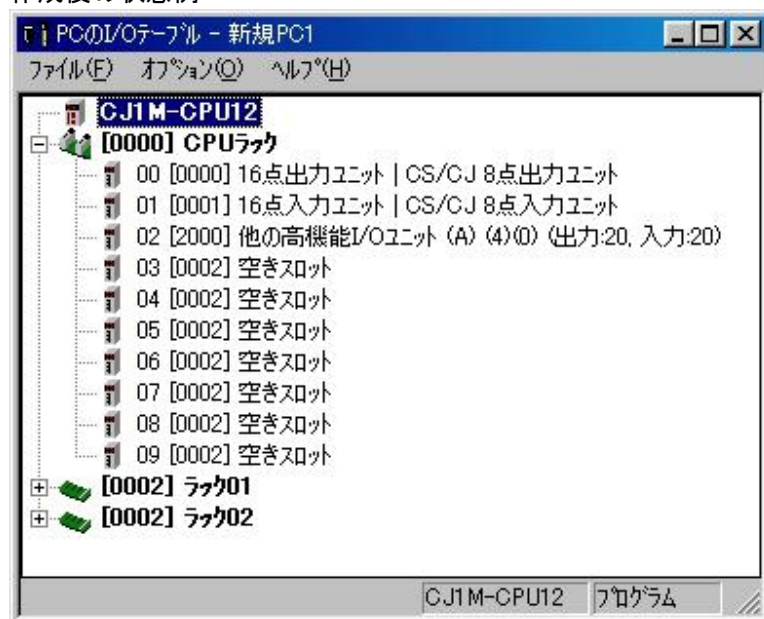 PCのI/Oテーブル - 新規PC1
ファイル(F) オプション(O) ヘルプ(H)
CJ1M-CPU12
[0000] CPUラック
00 [0000] 16点出力ユニット | CS/CJ 8点出力ユニット
01 [0001] 16点入力ユニット | CS/CJ 8点入力ユニット
02 [2000] 他の高機能I/Oユニット (A) (4)(0) (出力:20, 入力:20)
03 [0002] 空きスロット
04 [0002] 空きスロット
05 [0002] 空きスロット
06 [0002] 空きスロット
07 [0002] 空きスロット
08 [0002] 空きスロット
09 [0002] 空きスロット
[0002] ラック01
[0002] ラック02
CJ1M-CPU12 プログラム